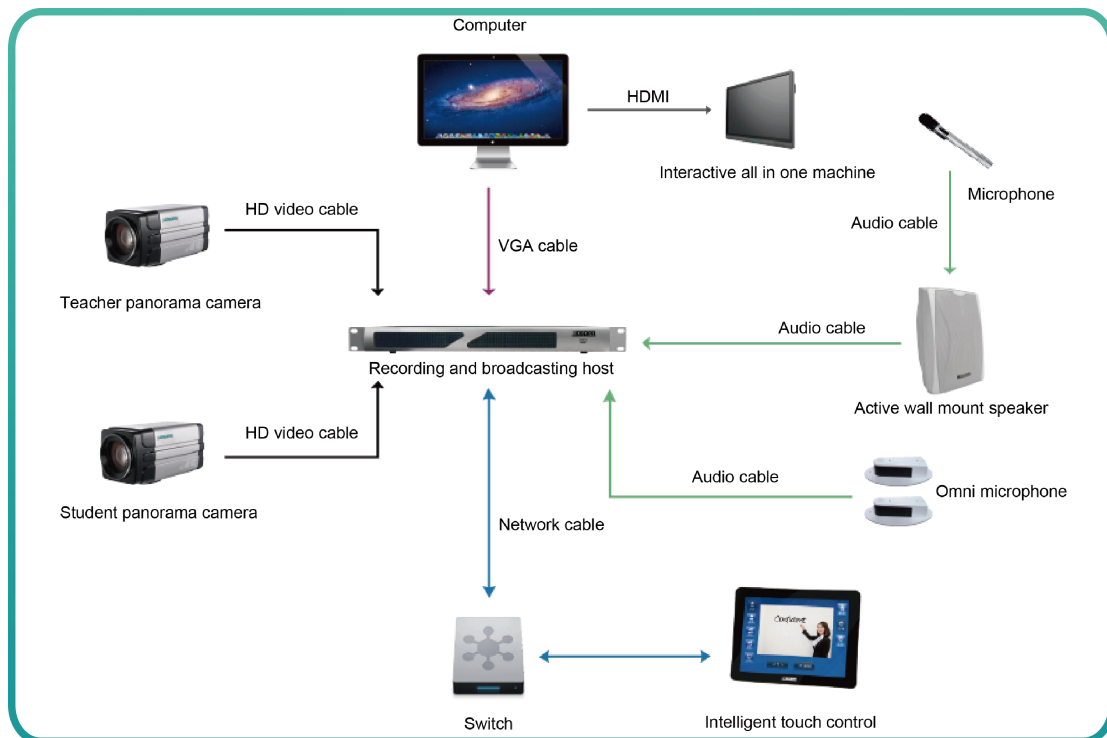 Computer
HDMI
Interactive all in one machine
Microphone
HD video cable
VGA cable
Audio cable
Teacher panorama camera
Audio cable
Recording and broadcasting host
Active wall mount speaker
HD video cable
Audio cable
Omni microphone
Student panorama camera
Network cable
Switch
Intelligent touch control